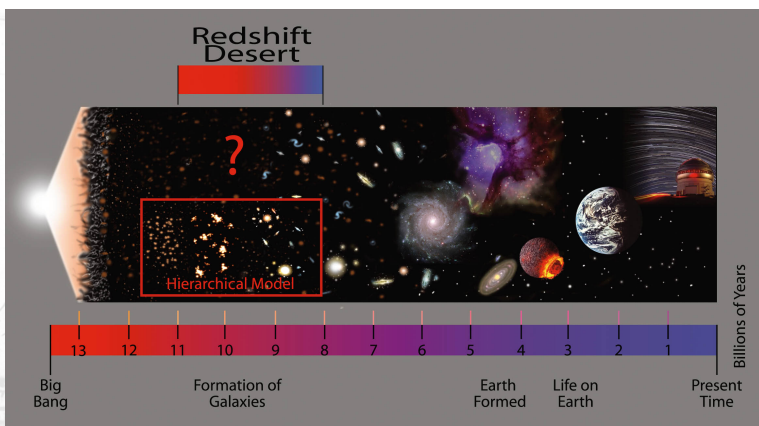 Redshift
Desert
?
Hierarchical Model
13 12 11 10 9 8 7 6 5 4 3 2 1
Billions of Years
Big
Bang
Formation of
Galaxies
Earth
Formed
Life on
Earth
Present
Time